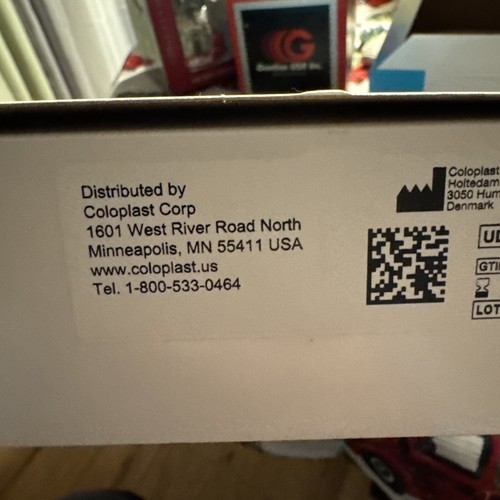 Distributed by
Coloplast Corp
1601 West River Road North
Minneapolis, MN 55411 USA
www.coloplast.us
Tel. 1-800-533-0464
Coloplast
Holtedam
3050 Hum
Denmark
UD
GTI
LOT